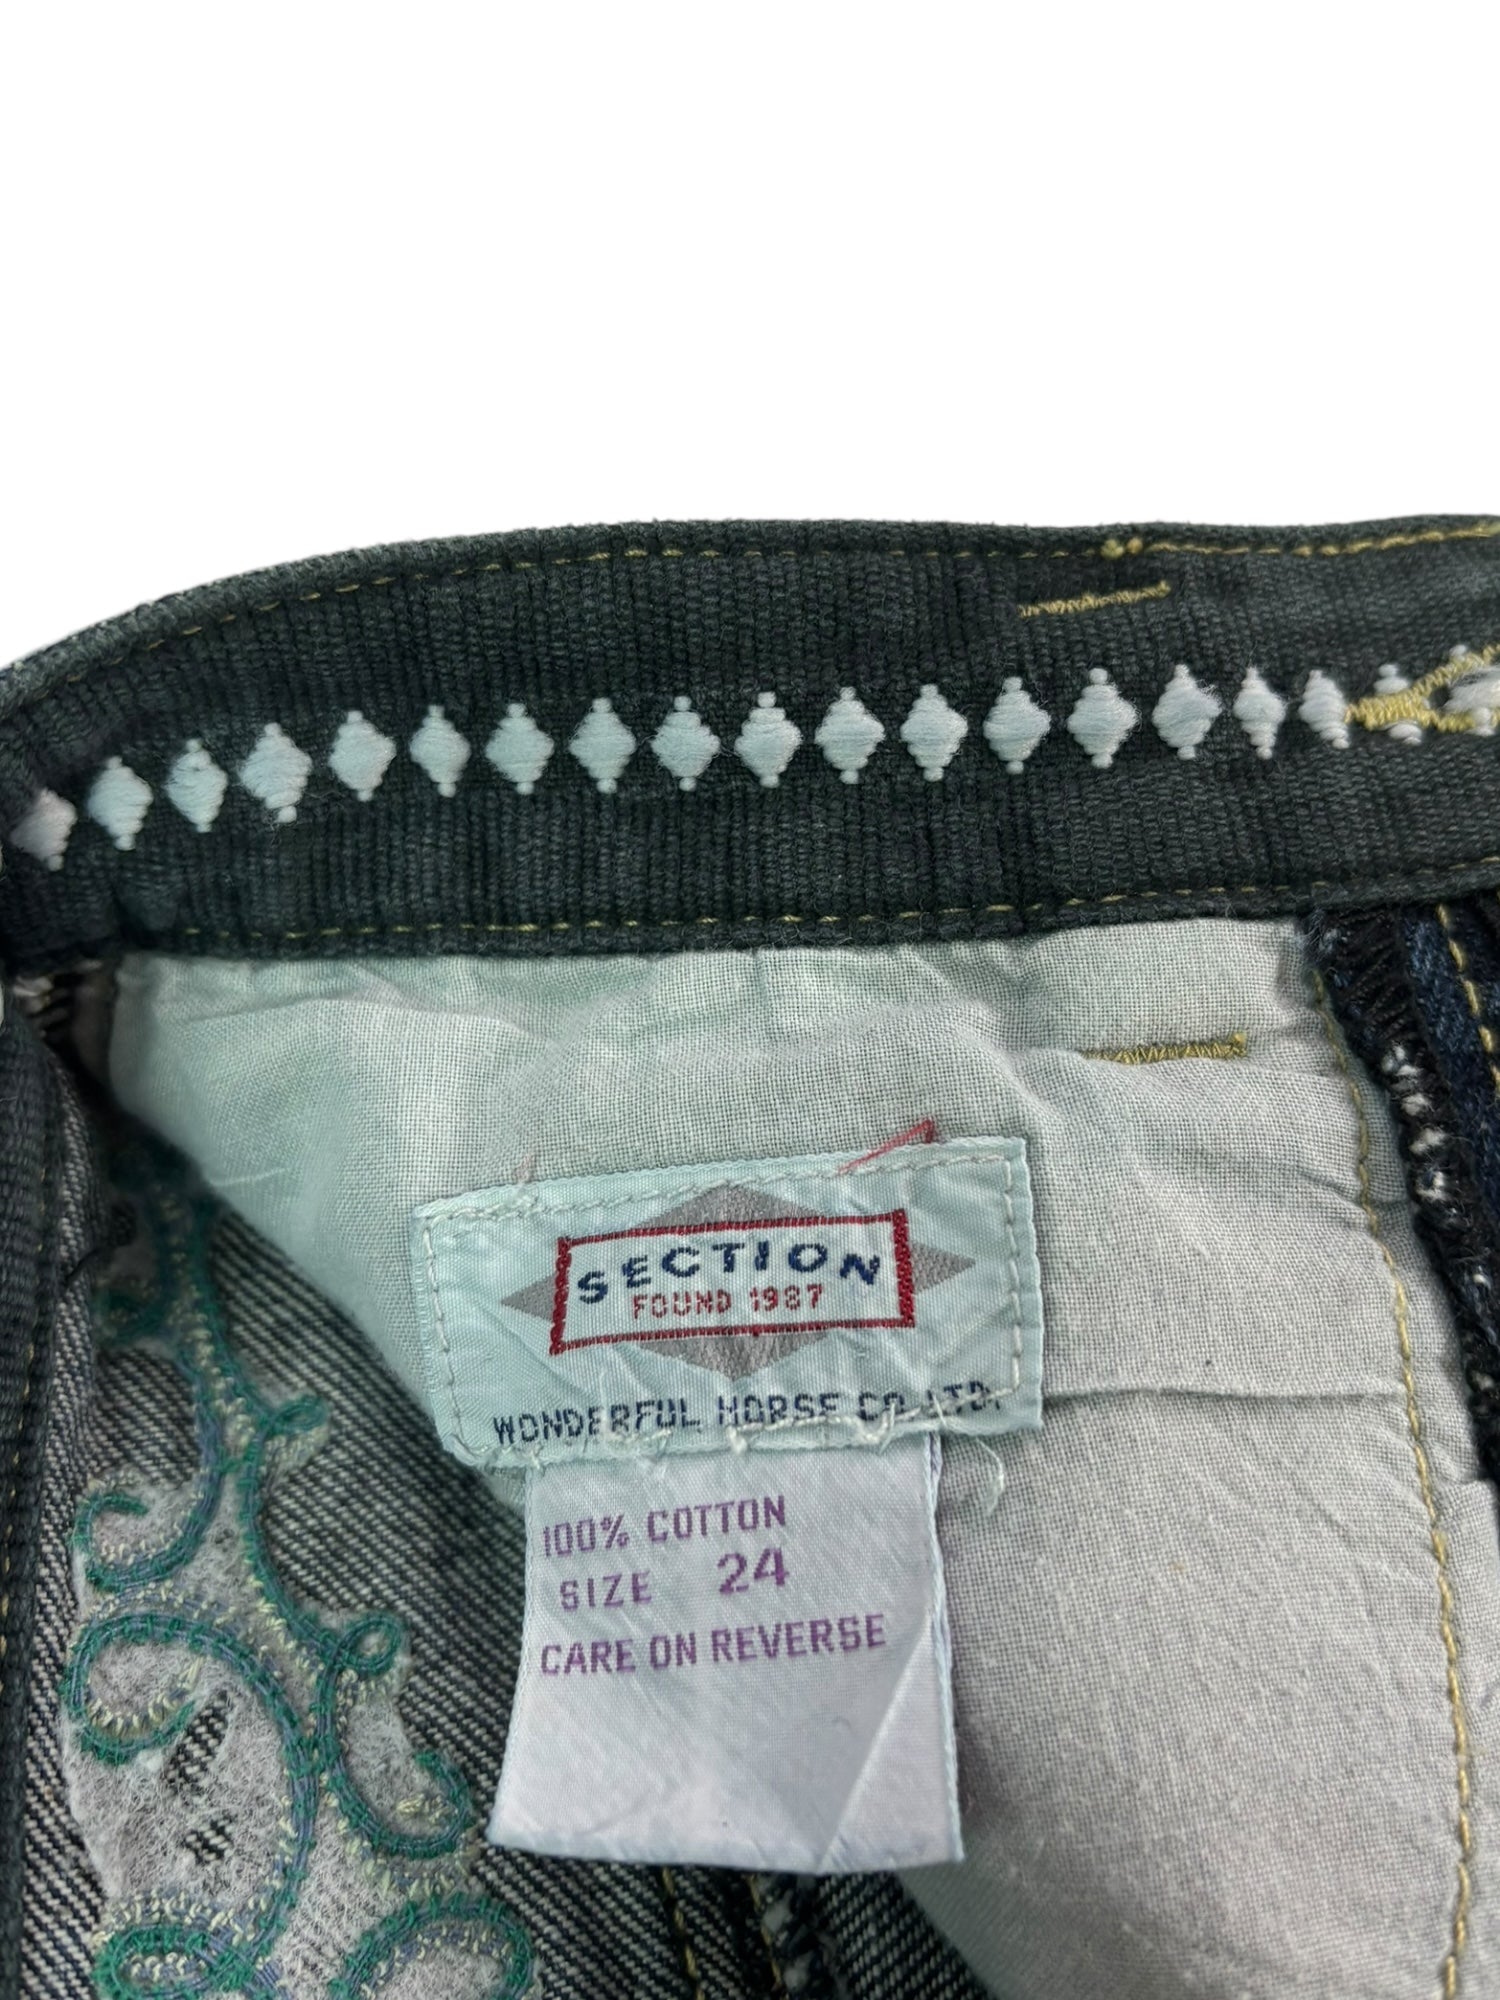 SECTION
FOUND 1987
WONDERFUL HORSE CO.,LTD.
100% COTTON
SIZE 24
CARE ON REVERSE